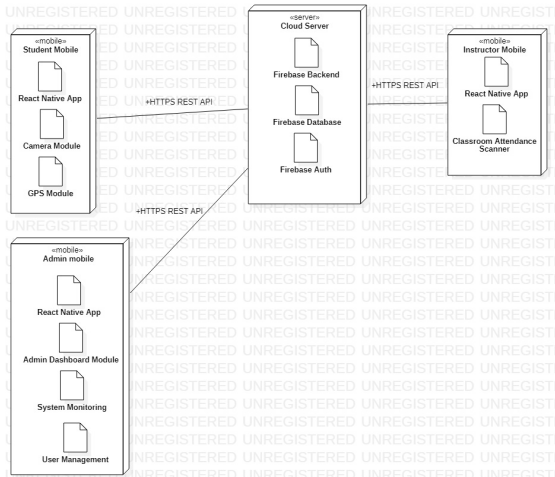 «mobile»
Student Mobile
React Native App
Camera Module
GPS Module
+HTTPS REST API
«server»
Cloud Server
Firebase Backend
Firebase Database
Firebase Auth
+HTTPS REST API
«mobile»
Instructor Mobile
React Native App
Classroom Attendance
Scanner
+HTTPS REST API
«mobile»
Admin mobile
React Native App
Admin Dashboard Module
System Monitoring
User Management
UNREGISTERED